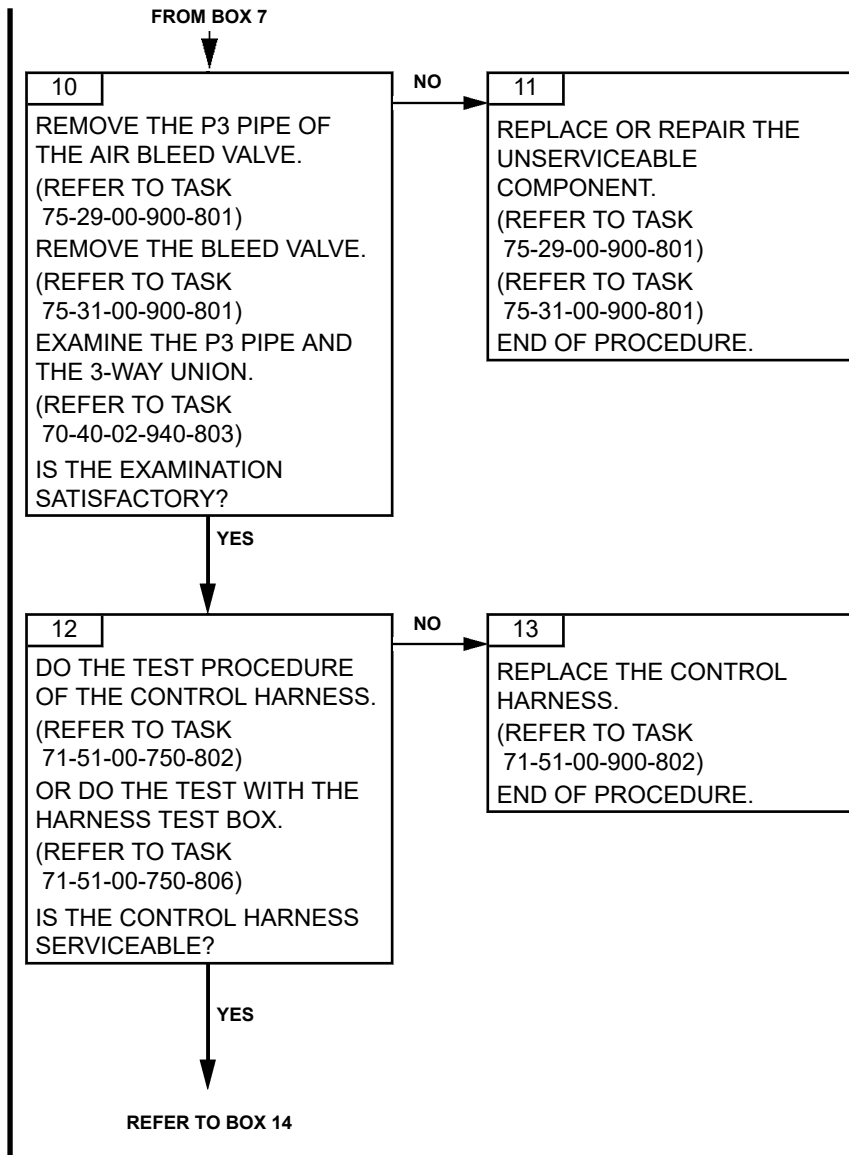 FROM BOX 7
10
REMOVE THE P3 PIPE OF
THE AIR BLEED VALVE.
(REFER TO TASK
75-29-00-900-801)
REMOVE THE BLEED VALVE.
(REFER TO TASK
75-31-00-900-801)
EXAMINE THE P3 PIPE AND
THE 3-WAY UNION.
(REFER TO TASK
70-40-02-940-803)
IS THE EXAMINATION
SATISFACTORY?
NO
11
REPLACE OR REPAIR THE
UNSERVICEABLE
COMPONENT.
(REFER TO TASK
75-29-00-900-801)
(REFER TO TASK
75-31-00-900-801)
END OF PROCEDURE.
YES
12
DO THE TEST PROCEDURE
OF THE CONTROL HARNESS.
(REFER TO TASK
71-51-00-750-802)
OR DO THE TEST WITH THE
HARNESS TEST BOX.
(REFER TO TASK
71-51-00-750-806)
IS THE CONTROL HARNESS
SERVICEABLE?
NO
13
REPLACE THE CONTROL
HARNESS.
(REFER TO TASK
71-51-00-900-802)
END OF PROCEDURE.
YES
REFER TO BOX 14